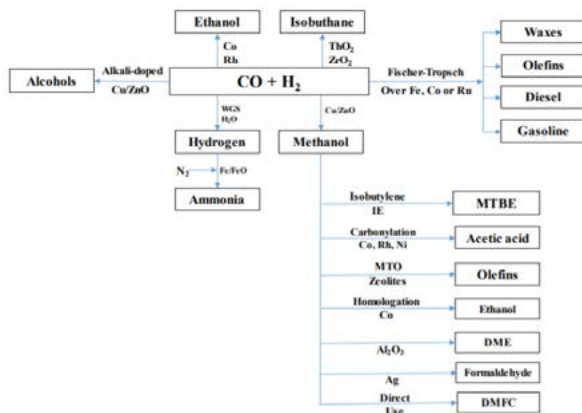 Ethanol
Isobuthane
Waxes
Co
Rh
ThO₂
ZrO₂
Olefins
Alcohols
Alkali-doped
Cu/ZnO
CO + H₂
Fischer-Tropsch
Over Fe, Co or Ru
Diesel
Gasoline
WGS
H₂O
Cu/ZnO
Hydrogen
Methanol
N₂
Fe/FeO
Ammonia
Isobutylene
IE
MTBE
Carbonylation
Co, Rh, Ni
Acetic acid
MTO
Zeolites
Olefins
Homologation
Co
Ethanol
Al₂O₃
DME
Ag
Formaldehyde
Direct
Use
DMFC